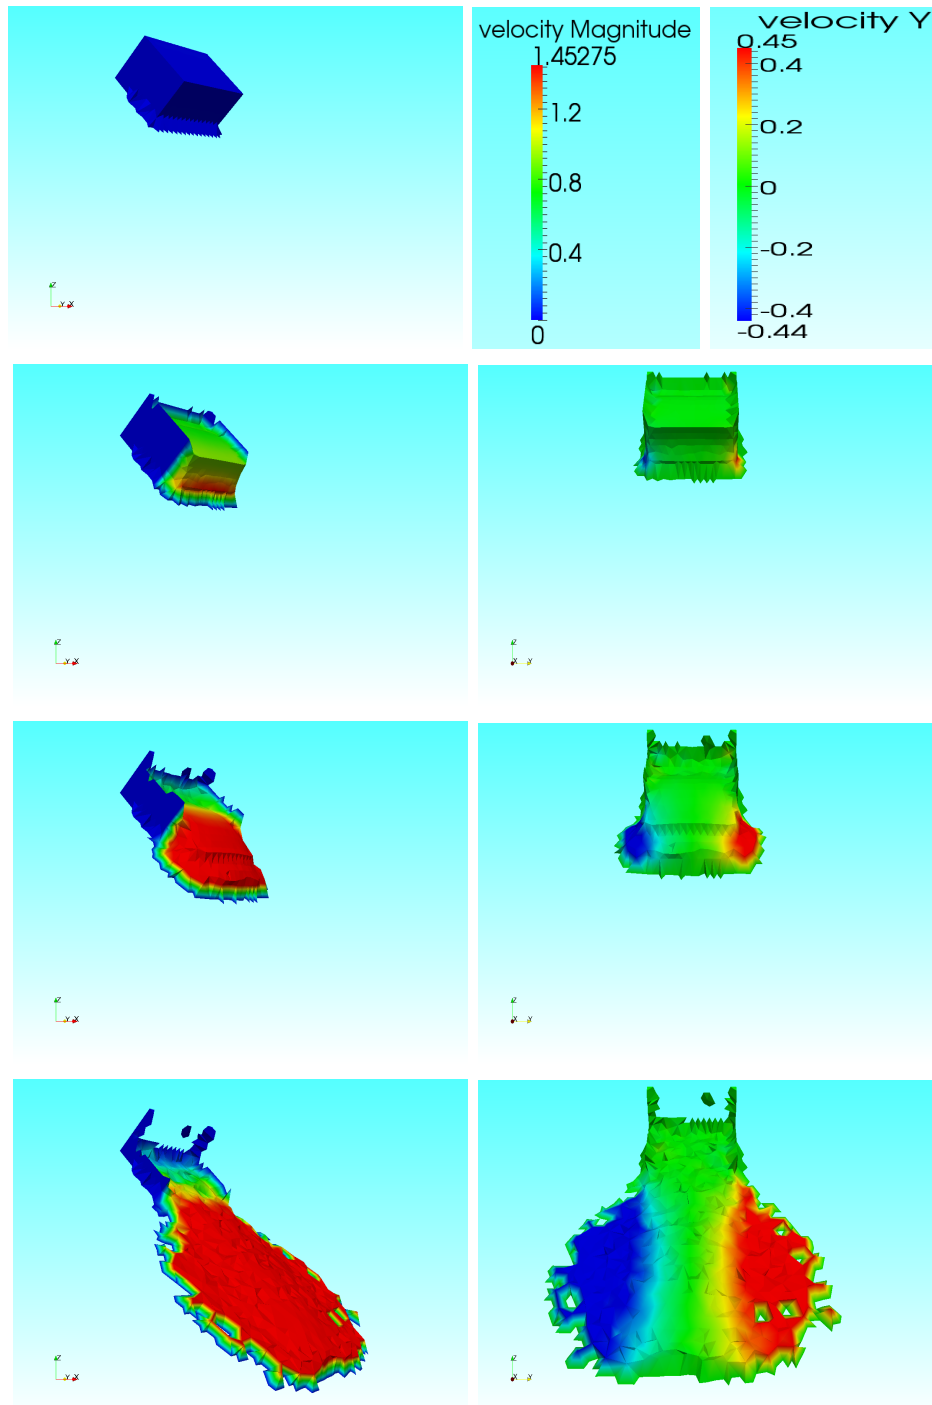 velocity Magnitude
1.45275
1.2
0.8
0.4
0
velocity Y
0.45
0.4
0.2
0
-0.2
-0.4
-0.44
Z
Y X
Z
Y X
Z
X Y
Z
Y X
Z
X Y
Z
Y X
Z
X Y